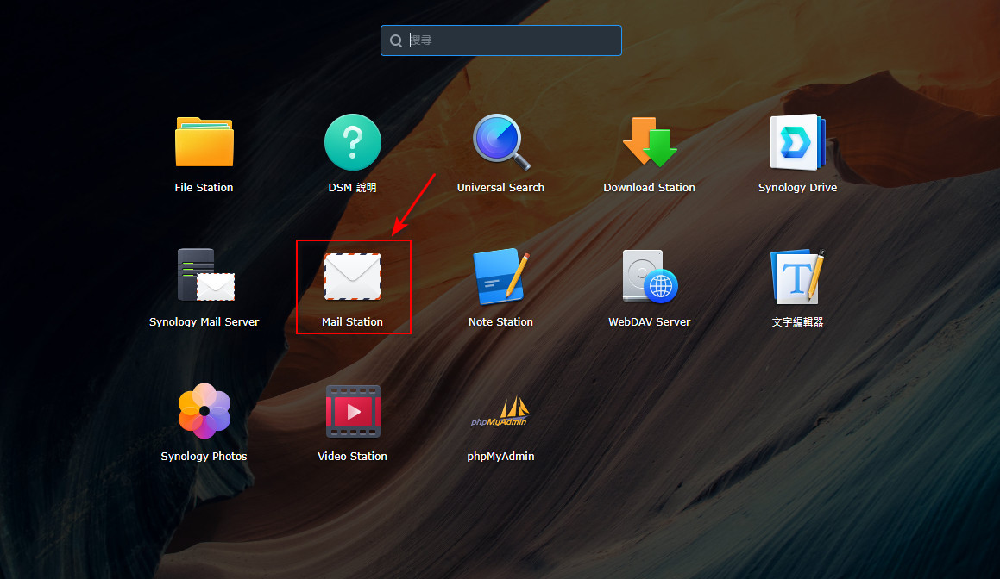 搜尋
File Station
DSM 說明
Universal Search
Download Station
Synology Drive
Synology Mail Server
Mail Station
Note Station
WebDAV Server
T
文字編輯器
Synology Photos
Video Station
phpMyAdmin
phpMyAdmin